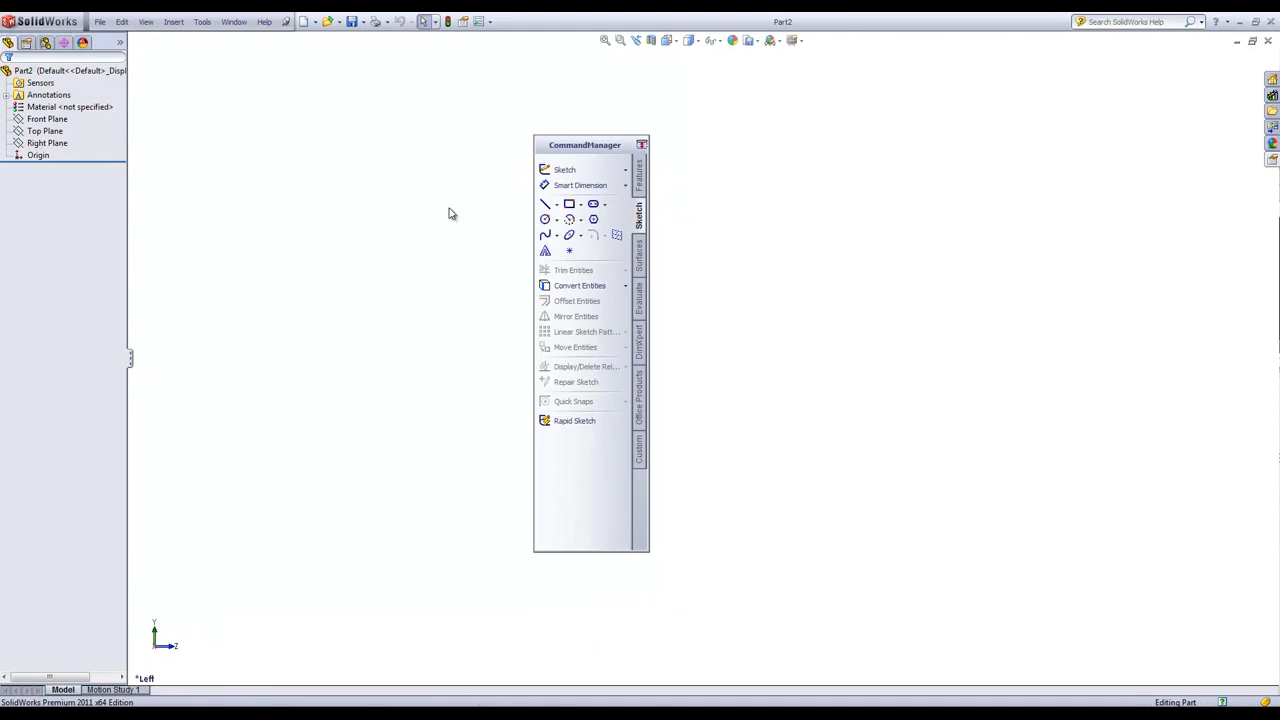 SolidWorks File Edit View Insert Tools Window Help Part2 Search SolidWorks Help
Part2 (Default<<Default>_Displ
Sensors
Annotations
Material <not specified>
Front Plane
Top Plane
Right Plane
Origin
CommandManager
Sketch
Smart Dimension
Trim Entities
Convert Entities
Offset Entities
Mirror Entities
Linear Sketch Patt...
Move Entities
Display/Delete Rel...
Repair Sketch
Quick Snaps
Rapid Sketch
Features
Sketch
Surfaces
Evaluate
DimXpert
Office Products
Custom
Y
Z
*Left
Model Motion Study 1
SolidWorks Premium 2011 x64 Edition Editing Part